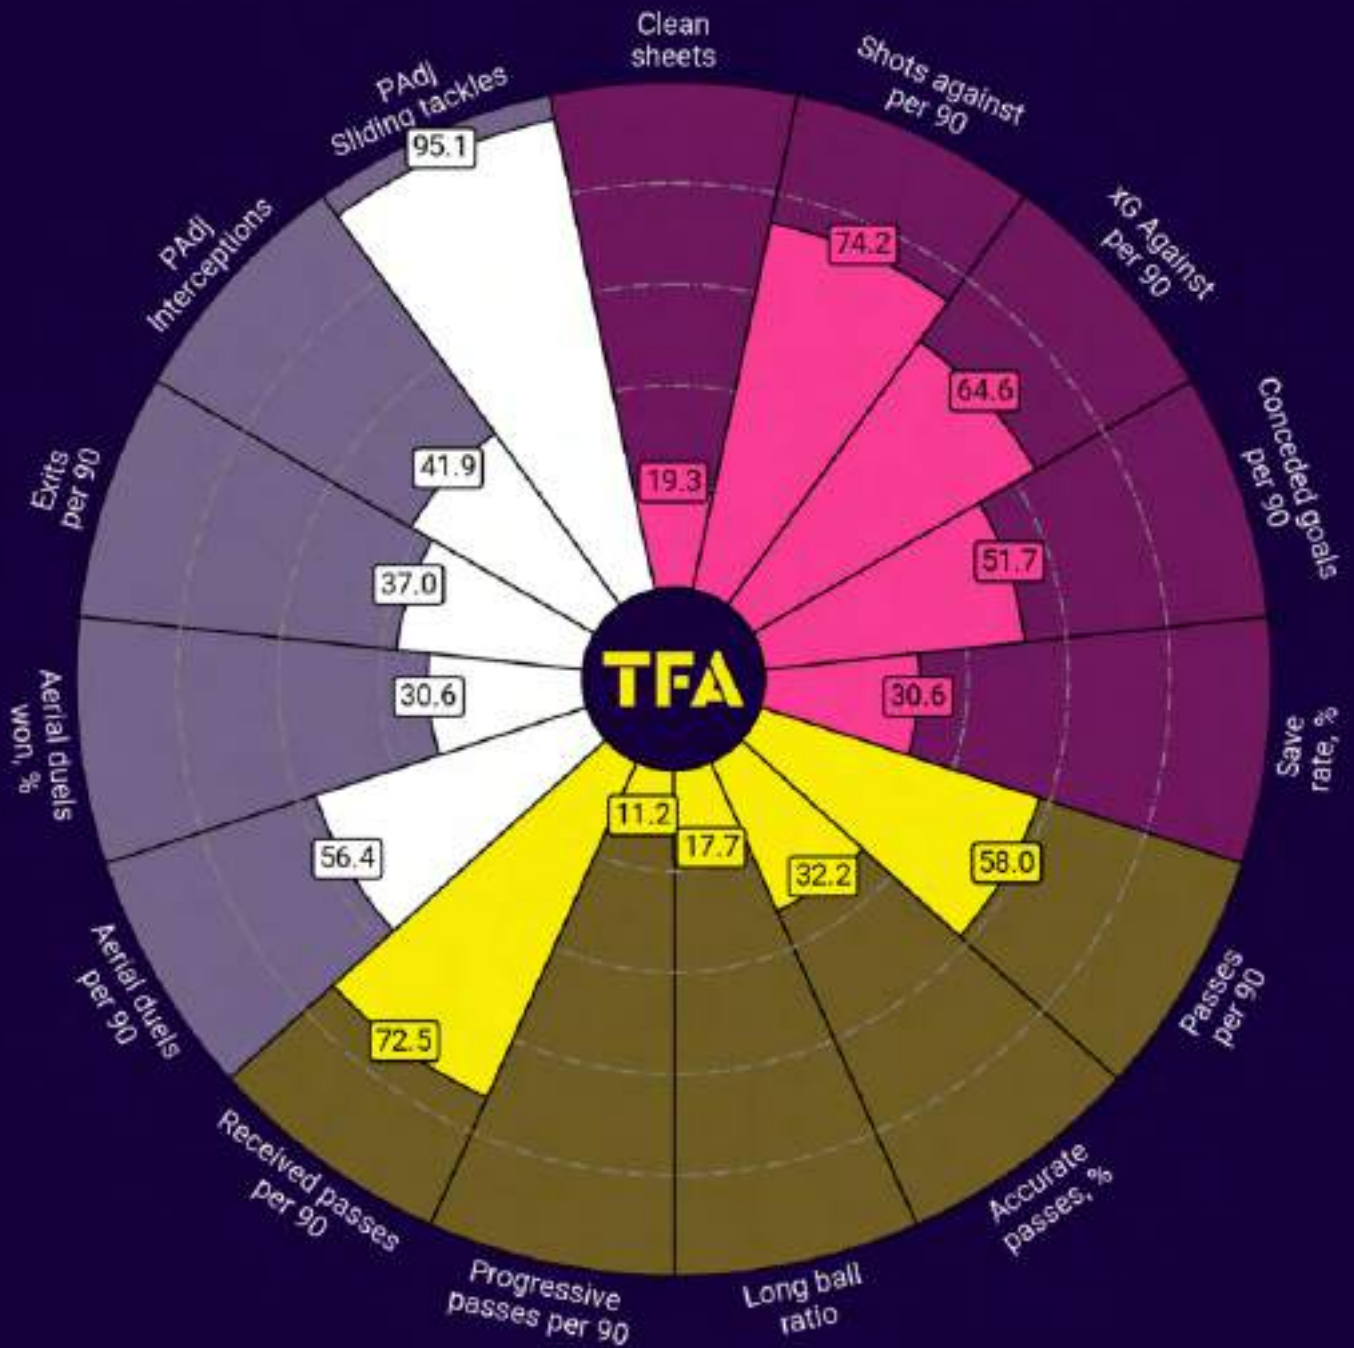 Clean
sheets
Shots against
per 90
xG Against
per 90
Conceded goals
per 90
Save
rate, %
Passes
per 90
Accurate
passes, %
Long ball
ratio
Progressive
passes per 90
Received passes
per 90
Aerial duels
per 90
Aerial duels
won, %
Exits
per 90
PAdj
Interceptions
PAdj
Sliding tackles
19.3
74.2
64.6
51.7
30.6
58.0
32.2
17.7
11.2
72.5
56.4
30.6
37.0
41.9
95.1
TFA